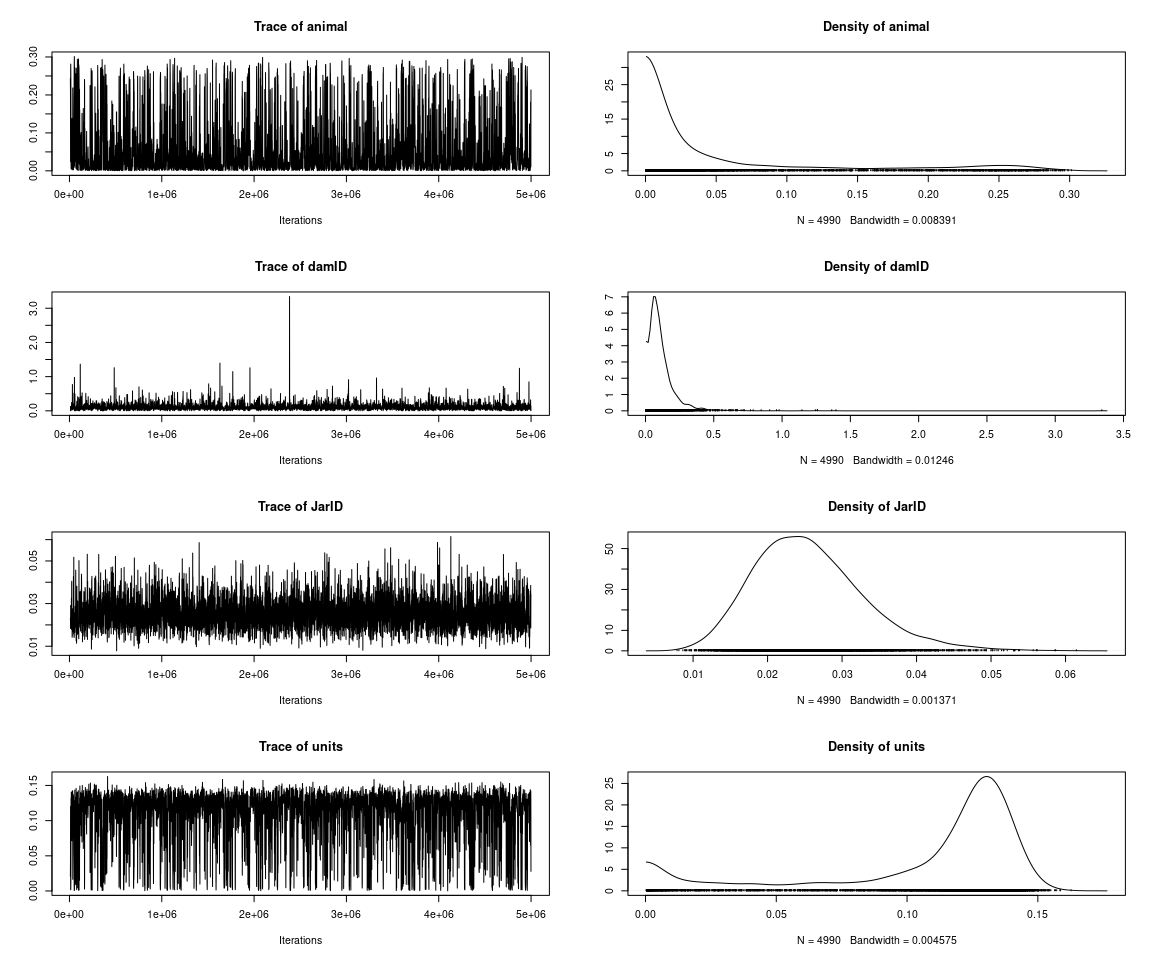 Trace of animal
0.00 0.10 0.20 0.30
0e+00 1e+06 2e+06 3e+06 4e+06 5e+06
Iterations
Density of animal
0 5 15 25
0.00 0.05 0.10 0.15 0.20 0.25 0.30
N = 4990 Bandwidth = 0.008391
Trace of damID
0.0 1.0 2.0 3.0
0e+00 1e+06 2e+06 3e+06 4e+06 5e+06
Iterations
Density of damID
0 1 2 3 4 5 6 7
0.0 0.5 1.0 1.5 2.0 2.5 3.0 3.5
N = 4990 Bandwidth = 0.01246
Trace of JarID
0.01 0.03 0.05
0e+00 1e+06 2e+06 3e+06 4e+06 5e+06
Iterations
Density of JarID
0 10 30 50
0.01 0.02 0.03 0.04 0.05 0.06
N = 4990 Bandwidth = 0.001371
Trace of units
0.00 0.05 0.10 0.15
0e+00 1e+06 2e+06 3e+06 4e+06 5e+06
Iterations
Density of units
0 5 10 15 20 25
0.00 0.05 0.10 0.15
N = 4990 Bandwidth = 0.004575